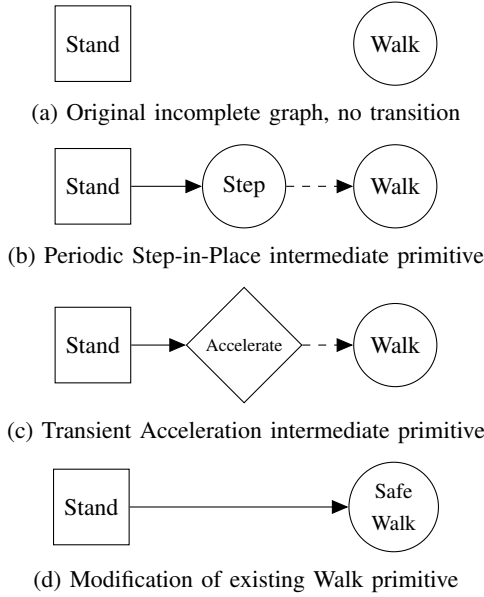 Stand Walk
(a) Original incomplete graph, no transition
Stand Step Walk
(b) Periodic Step-in-Place intermediate primitive
Stand Accelerate Walk
(c) Transient Acceleration intermediate primitive
Stand Safe
Walk
(d) Modification of existing Walk primitive